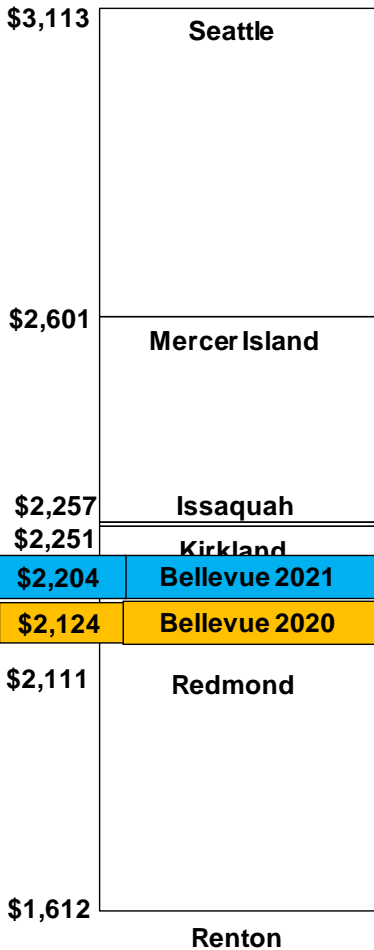 $3,113
Seattle
$2,601
Mercer Island
$2,257
Issaquah
$2,251
Kirkland
$2,204
Bellevue 2021
$2,124
Bellevue 2020
$2,111
Redmond
$1,612
Renton